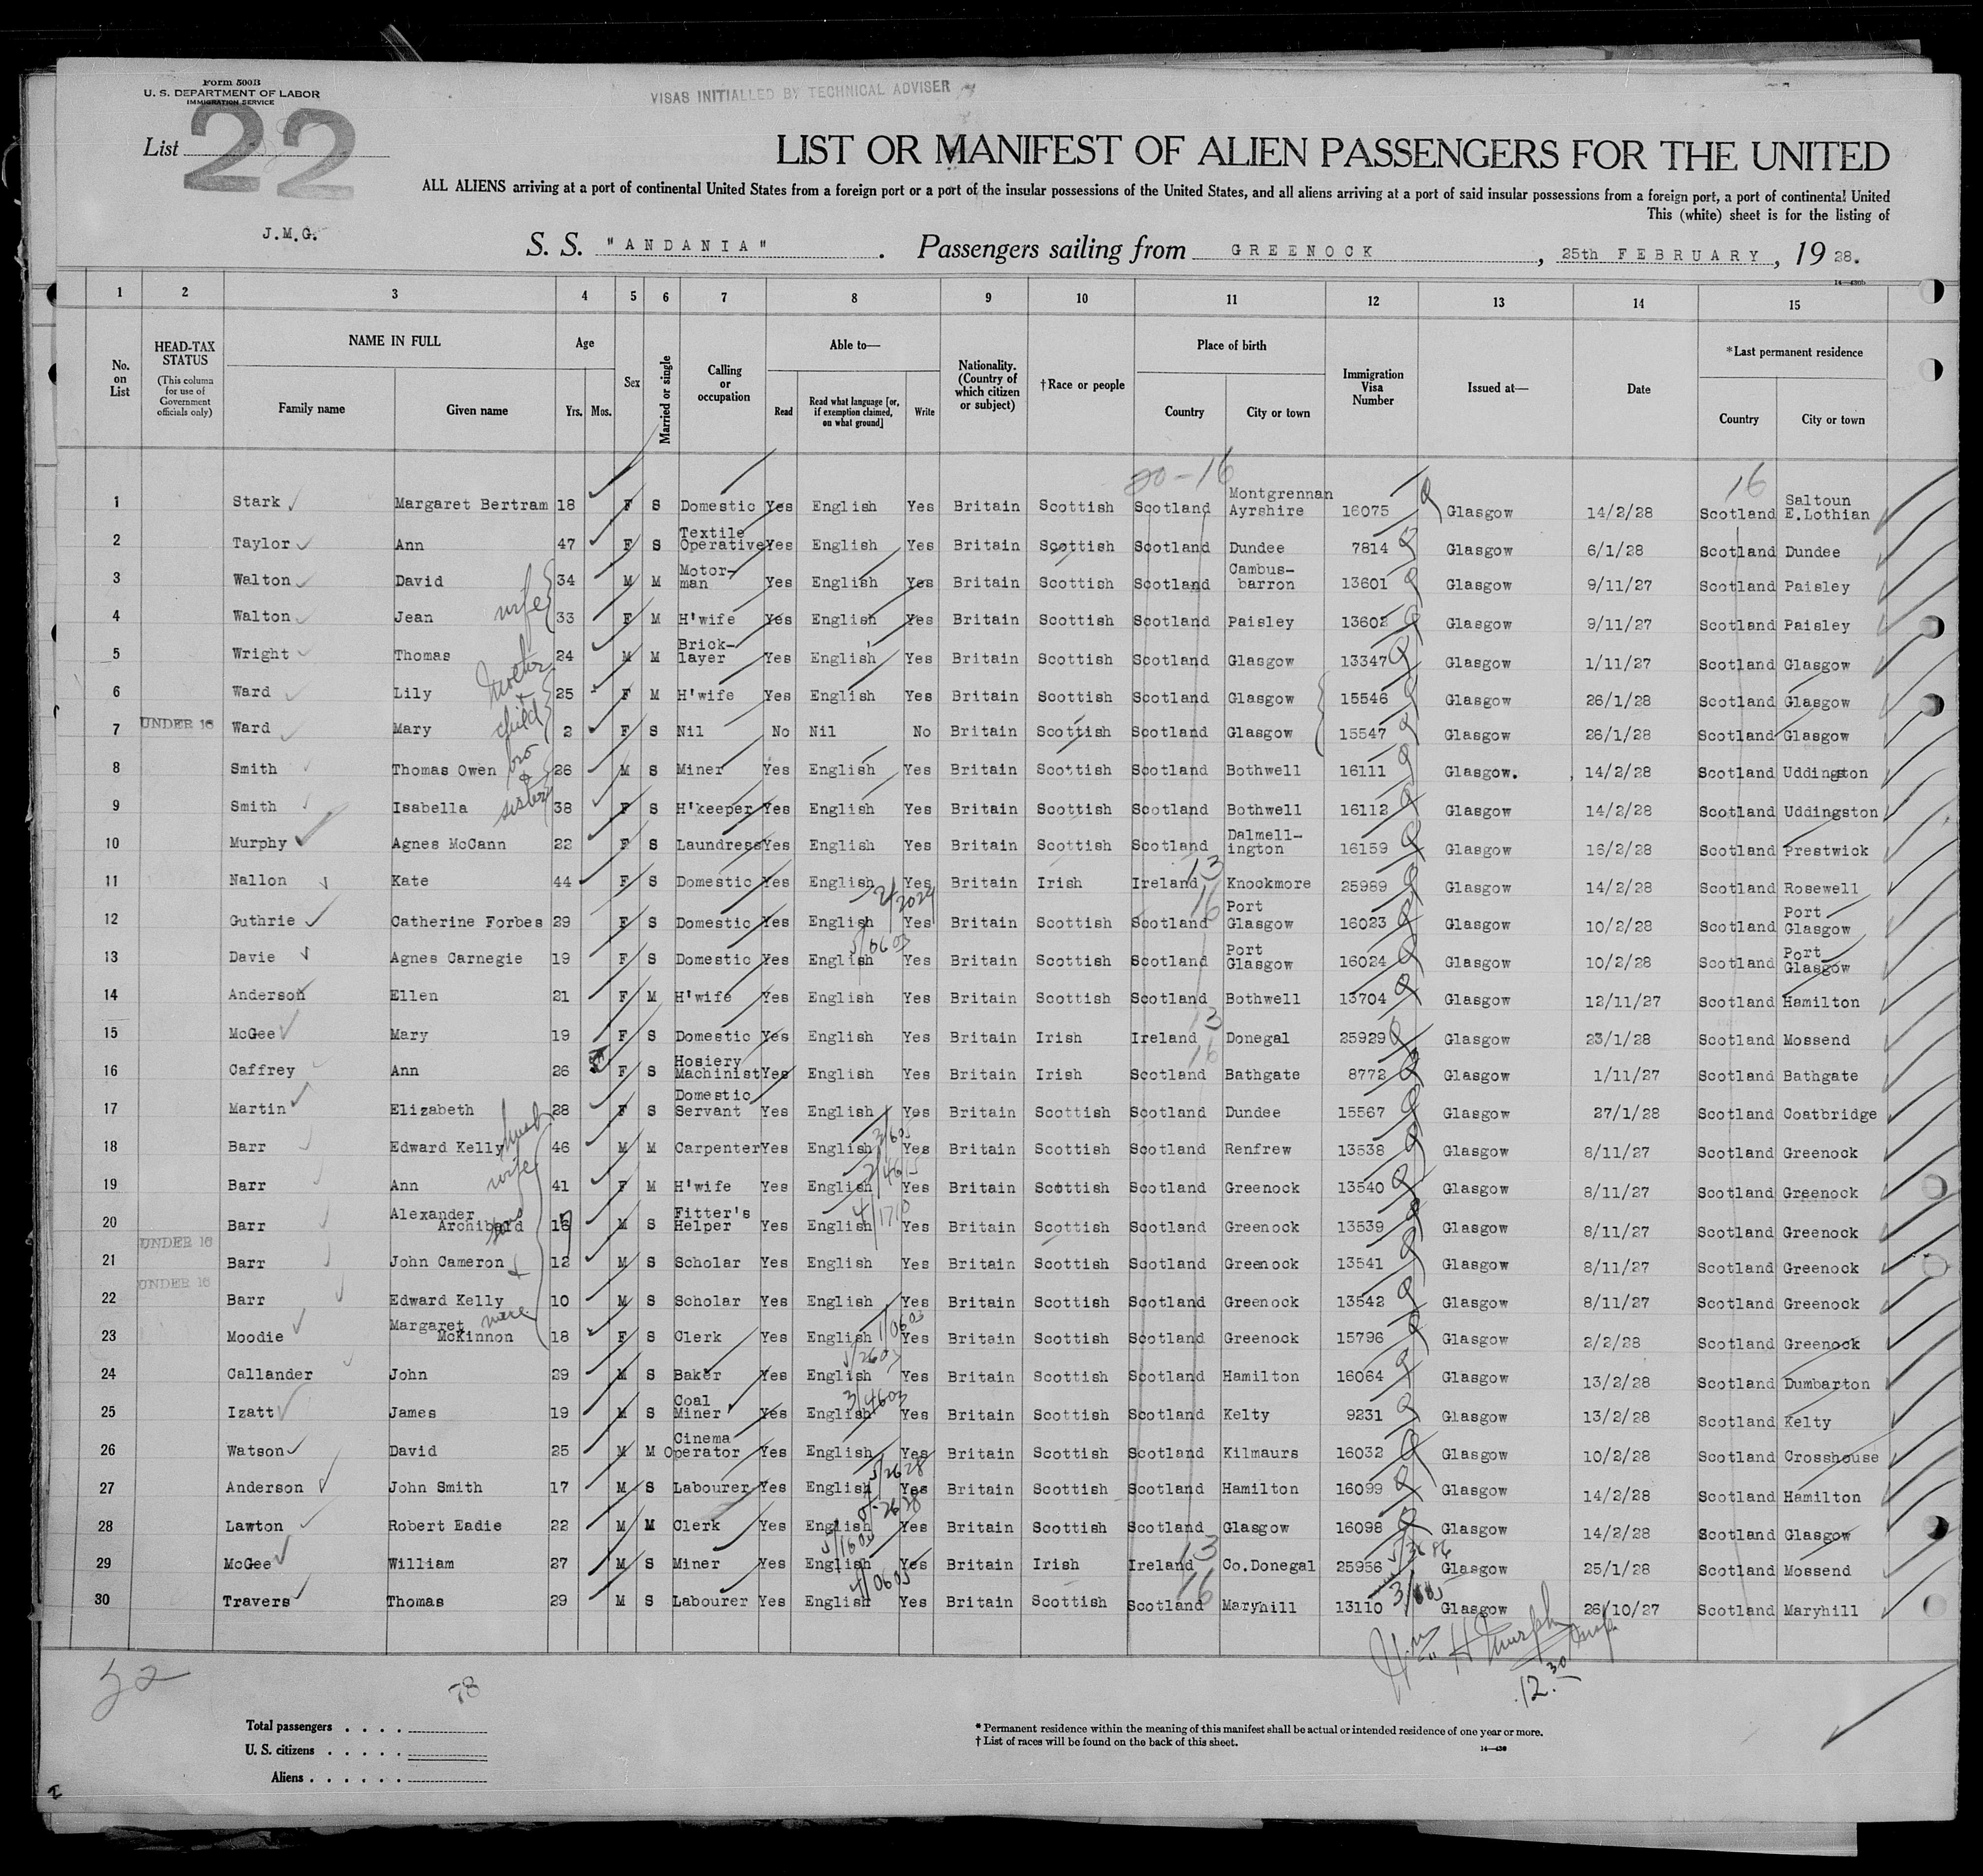 Form 500B
U. S. DEPARTMENT OF LABOR
IMMIGRATION SERVICE
VISAS INITIALLED BY TECHNICAL ADVISER
List 22
LIST OR MANIFEST OF ALIEN PASSENGERS FOR THE UNITED
ALL ALIENS arriving at a port of continental United States from a foreign port or a port of the insular possessions of the United States, and all aliens arriving at a port of said insular possessions from a foreign port, a port of continental United
This (white) sheet is for the listing of
J.M.G.
S. S. "ANDANIA". Passengers sailing from GREENOCK, 25th FEBRUARY, 19 28.
14—430b
1 2 3 4 5 6 7 8 9 10 11 12 13 14 15
No. on List
HEAD-TAX STATUS (This column for use of Government officials only)
NAME IN FULL
Family name
Given name
Age
Yrs. Mos.
Sex
Married or single
Calling or occupation
Able to—
Read
Read what language [or, if exemption claimed, on what ground]
Write
Nationality. (Country of which citizen or subject)
†Race or people
Place of birth
Country
City or town
Immigration Visa Number
Issued at—
Date
*Last permanent residence
Country
City or town
20-16 16
1 Stark Margaret Bertram 18 F S Domestic Yes English Yes Britain Scottish Scotland Montgrennan Ayrshire 16075 Glasgow 14/2/28 Scotland Saltoun E.Lothian
2 Taylor Ann 47 F S Textile Operative Yes English Yes Britain Scottish Scotland Dundee 7814 Glasgow 6/1/28 Scotland Dundee
3 Walton David 34 M M Motor-man Yes English Yes Britain Scottish Scotland Cambus-barron 13601 Glasgow 9/11/27 Scotland Paisley
4 Walton Jean wife 33 F M H'wife Yes English Yes Britain Scottish Scotland Paisley 13602 Glasgow 9/11/27 Scotland Paisley
5 Wright Thomas 24 M M Brick-layer Yes English Yes Britain Scottish Scotland Glasgow 13347 Glasgow 1/11/27 Scotland Glasgow
6 Ward Lily mother & 25 F M H'wife Yes English Yes Britain Scottish Scotland Glasgow 15546 Glasgow 26/1/28 Scotland Glasgow
7 UNDER 16 Ward Mary child 2 F S Nil No Nil No Britain Scottish Scotland Glasgow 15547 Glasgow 26/1/28 Scotland Glasgow
8 Smith Thomas Owen bro & 26 M S Miner Yes English Yes Britain Scottish Scotland Bothwell 16111 Glasgow. 14/2/28 Scotland Uddingston
9 Smith Isabella sister 38 F S H'keeper Yes English Yes Britain Scottish Scotland Bothwell 16112 Glasgow 14/2/28 Scotland Uddingston
10 Murphy Agnes McCann 22 F S Laundress Yes English Yes Britain Scottish Scotland Dalmell-ington 16159 Glasgow 16/2/28 Scotland Prestwick
11 Nallon Kate 44 F S Domestic Yes English Yes Britain Irish Ireland 13 Knockmore 25989 Glasgow 14/2/28 Scotland Rosewell
12 Guthrie Catherine Forbes 29 F S Domestic Yes English Yes Britain Scottish Scotland 16 Port Glasgow 16023 Glasgow 10/2/28 Scotland Port Glasgow
13 Davie Agnes Carnegie 19 F S Domestic Yes English Yes Britain Scottish Scotland Port Glasgow 16024 Glasgow 10/2/28 Scotland Port Glasgow
14 Anderson Ellen 21 F M H'wife Yes English Yes Britain Scottish Scotland Bothwell 13704 Glasgow 12/11/27 Scotland Hamilton
15 McGee Mary 19 F S Domestic Yes English Yes Britain Irish Ireland 13 Donegal 25929 Glasgow 23/1/28 Scotland Mossend
16 Caffrey Ann 26 F S Hosiery Machinist Yes English Yes Britain Irish Scotland 16 Bathgate 8772 Glasgow 1/11/27 Scotland Bathgate
17 Martin Elizabeth 28 F S Domestic Servant Yes English Yes Britain Scottish Scotland Dundee 15567 Glasgow 27/1/28 Scotland Coatbridge
18 Barr Edward Kelly husb 46 M M Carpenter Yes English Yes Britain Scottish Scotland Renfrew 13538 Glasgow 8/11/27 Scotland Greenock
19 Barr Ann wife 41 F M H'wife Yes English Yes Britain Scottish Scotland Greenock 13540 Glasgow 8/11/27 Scotland Greenock
20 Barr Alexander Archibard sons 16 M S Fitter's Helper Yes English Yes Britain Scottish Scotland Greenock 13539 Glasgow 8/11/27 Scotland Greenock
21 UNDER 16 Barr John Cameron & 12 M S Scholar Yes English Yes Britain Scottish Scotland Greenock 13541 Glasgow 8/11/27 Scotland Greenock
22 UNDER 16 Barr Edward Kelly 10 M S Scholar Yes English Yes Britain Scottish Scotland Greenock 13542 Glasgow 8/11/27 Scotland Greenock
23 Moodie Margaret McKinnon niece 18 F S Clerk Yes English Yes Britain Scottish Scotland Greenock 15796 Glasgow 2/2/28 Scotland Greenock
24 Callander John 29 M S Baker Yes English Yes Britain Scottish Scotland Hamilton 16064 Glasgow 13/2/28 Scotland Dumbarton
25 Izatt James 19 M S Coal Miner Yes English Yes Britain Scottish Scotland Kelty 9231 Glasgow 13/2/28 Scotland Kelty
26 Watson David 25 M M Cinema Operator Yes English Yes Britain Scottish Scotland Kilmaurs 16032 Glasgow 10/2/28 Scotland Crosshouse
27 Anderson John Smith 17 M S Labourer Yes English Yes Britain Scottish Scotland Hamilton 16099 Glasgow 14/2/28 Scotland Hamilton
28 Lawton Robert Eadie 22 M M Clerk Yes English Yes Britain Scottish Scotland Glasgow 16098 Glasgow 14/2/28 Scotland Glasgow
29 McGee William 27 M S Miner Yes English Yes Britain Irish Ireland 13 Co.Donegal 25956 Glasgow 25/1/28 Scotland Mossend
30 Travers Thomas 29 M S Labourer Yes English Yes Britain Scottish Scotland 16 Maryhill 13110 Glasgow 26/10/27 Scotland Maryhill
H Murphy Insp.
12.30
78
Total passengers . . . .
U. S. citizens . . . . .
Aliens . . . . . .
* Permanent residence within the meaning of this manifest shall be actual or intended residence of one year or more.
† List of races will be found on the back of this sheet.
14—430